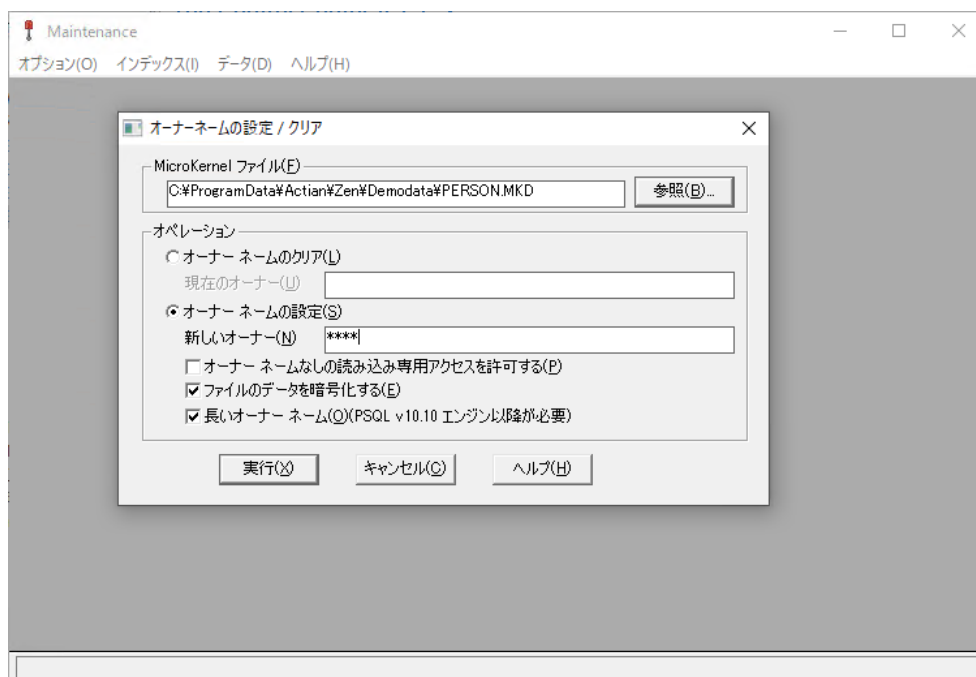 Maintenance
オプション(O) インデックス(I) データ(D) ヘルプ(H)
オーナーネームの設定 / クリア
MicroKernel ファイル(F)
C:¥ProgramData¥Actian¥Zen¥Demodata¥PERSON.MKD
参照(B)...
オペレーション
オーナー ネームのクリア(L)
現在のオーナー(U)
オーナー ネームの設定(S)
新しいオーナー(N) ****
オーナー ネームなしの読み込み専用アクセスを許可する(P)
ファイルのデータを暗号化する(E)
長いオーナー ネーム(O)(PSQL v10.10 エンジン以降が必要)
実行(X) キャンセル(C) ヘルプ(H)